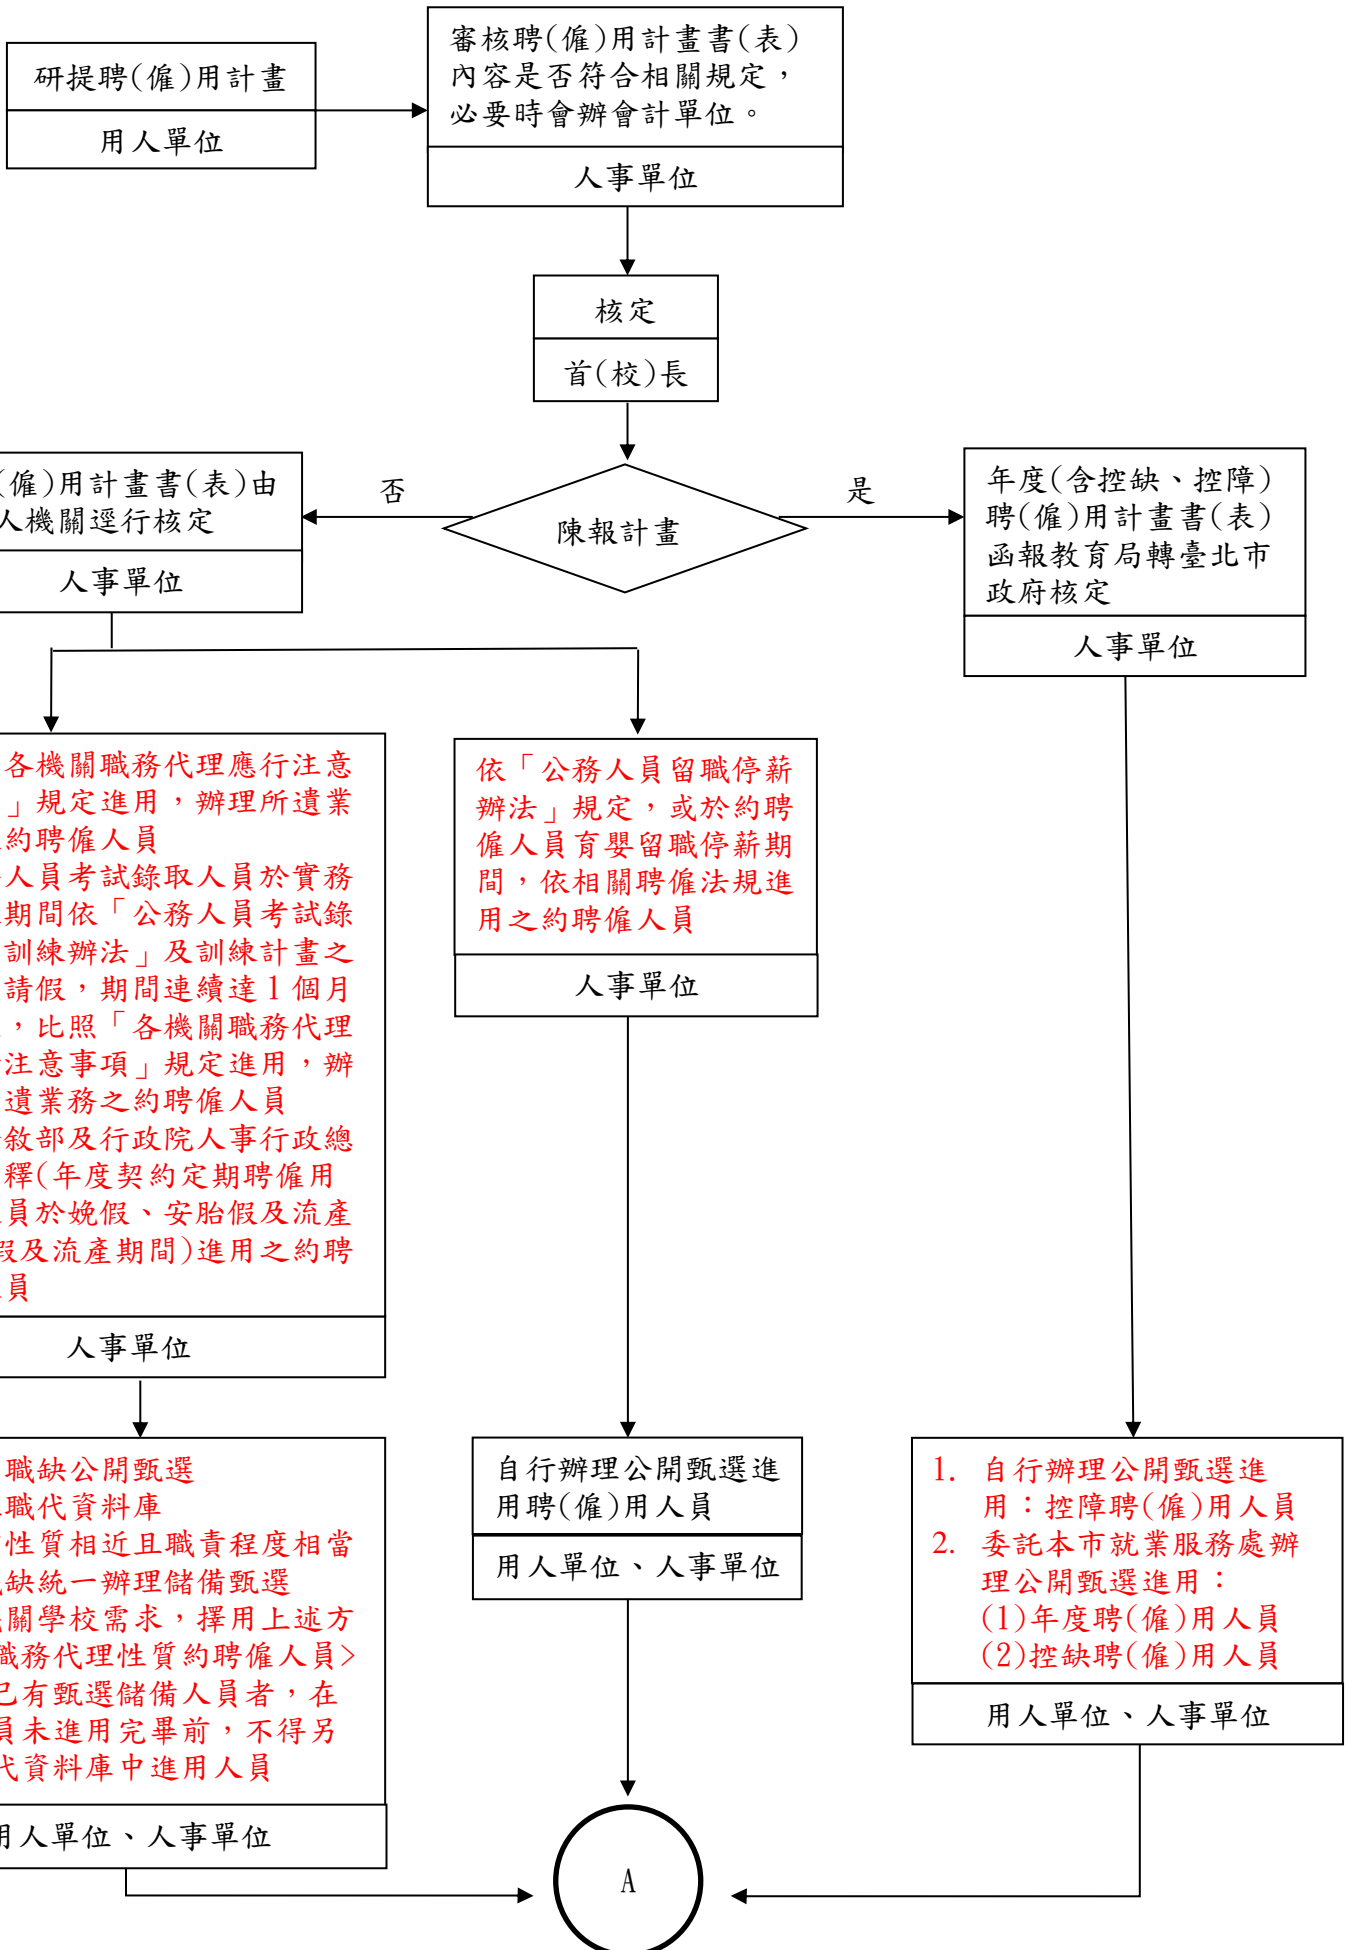 研提聘(僱)用計畫
用人單位
審核聘(僱)用計畫書(表)
內容是否符合相關規定，
必要時會辦會計單位。
人事單位
核定
首(校)長
陳報計畫
否
是
(僱)用計畫書(表)由
人機關逕行核定
人事單位
年度(含控缺、控障)
聘(僱)用計畫書(表)
函報教育局轉臺北市
政府核定
人事單位
各機關職務代理應行注意
」規定進用，辦理所遺業
約聘僱人員
人員考試錄取人員於實務
期間依「公務人員考試錄
訓練辦法」及訓練計畫之
請假，期間連續達1個月
，比照「各機關職務代理
注意事項」規定進用，辦
遺業務之約聘僱人員
敘部及行政院人事行政總
釋(年度契約定期聘僱用
員於娩假、安胎假及流產
假及流產期間)進用之約聘
員
人事單位
依「公務人員留職停薪
辦法」規定，或於約聘
僱人員育嬰留職停薪期
間，依相關聘僱法規進
用之約聘僱人員
人事單位
職缺公開甄選
職代資料庫
性質相近且職責程度相當
缺統一辦理儲備甄選
關學校需求，擇用上述方
職務代理性質約聘僱人員>
已有甄選儲備人員者，在
員未進用完畢前，不得另
代資料庫中進用人員
用人單位、人事單位
自行辦理公開甄選進
用聘(僱)用人員
用人單位、人事單位
1. 自行辦理公開甄選進
用：控障聘(僱)用人員
2. 委託本市就業服務處辦
理公開甄選進用：
(1)年度聘(僱)用人員
(2)控缺聘(僱)用人員
用人單位、人事單位
A